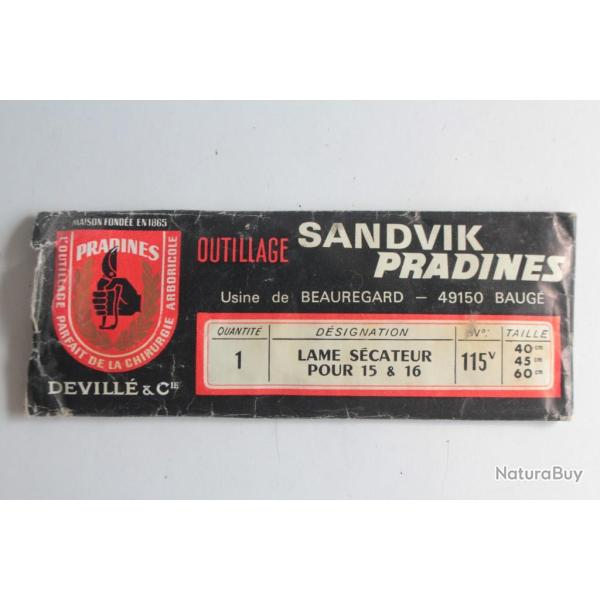 MAISON FONDÉE EN 1865
PRADINES
L'OUTILLAGE PARFAIT DE LA CHIRURGIE ARBORICOLE
DEVILLÉ & Cie
OUTILLAGE SANDVIK PRADINES
Usine de BEAUREGARD — 49150 BAUGÉ
QUANTITÉ DÉSIGNATION N°: TAILLE
1 LAME SÉCATEUR POUR 15 & 16 115v 40 cm 45 cm 60 cm
NaturaBuy